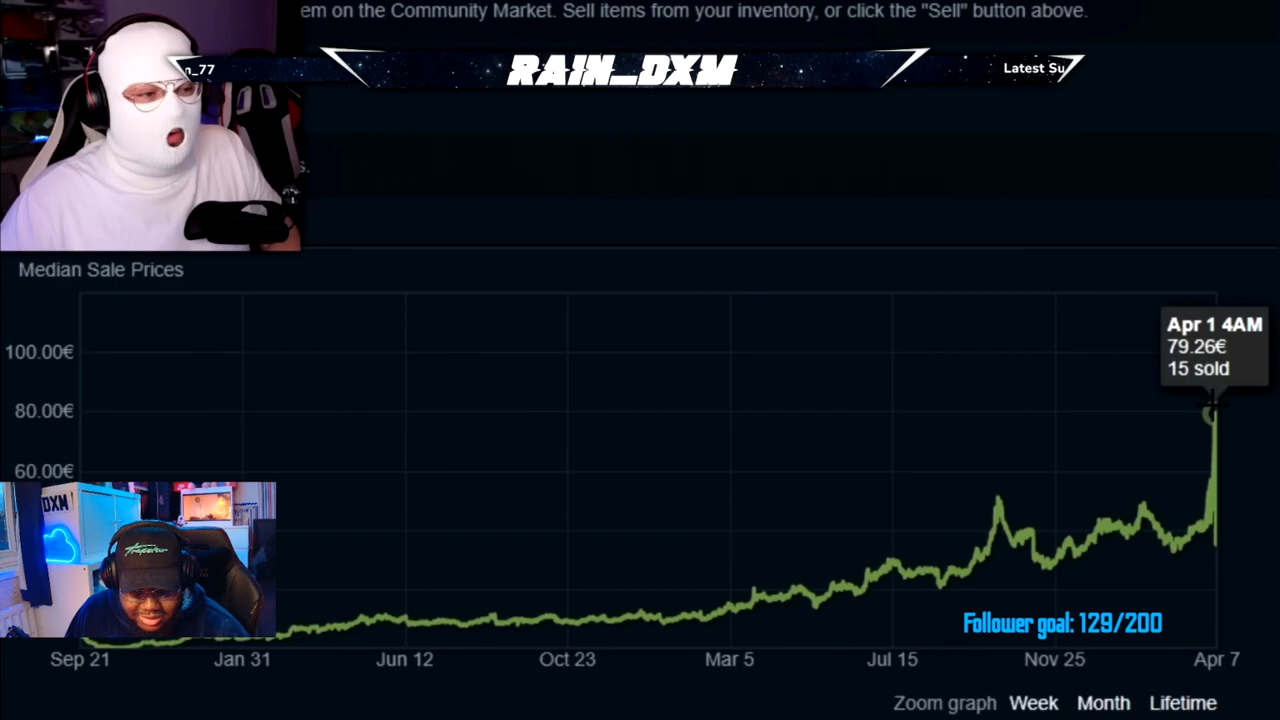 em on the Community Market. Sell items from your inventory, or click the "Sell" button above.
n_77
RAIN_DXM
Latest Su
s.
Median Sale Prices
Apr 1 4AM
79.26€
15 sold
100.00€
80.00€
60.00€
DXM
Trapstar
Follower goal: 129/200
Sep 21
Jan 31
Jun 12
Oct 23
Mar 5
Jul 15
Nov 25
Apr 7
Zoom graph
Week
Month
Lifetime